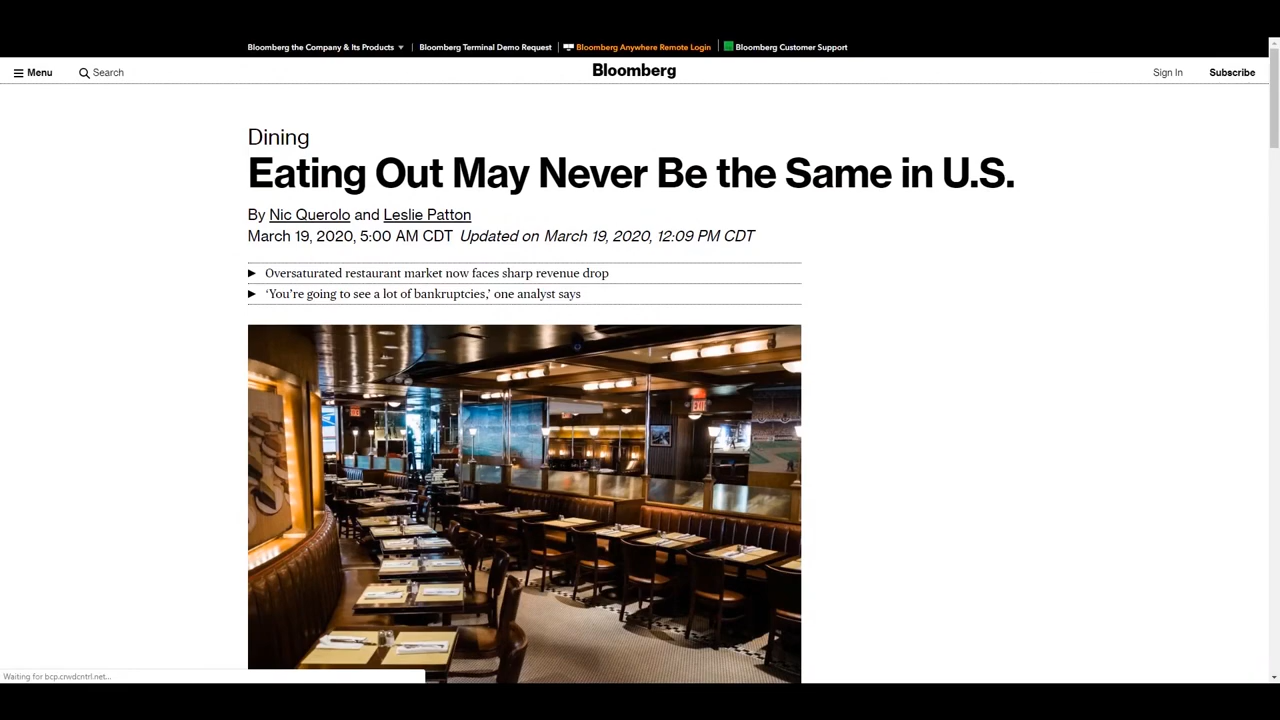 Bloomberg the Company & Its Products ▼ | Bloomberg Terminal Demo Request | Bloomberg Anywhere Remote Login | Bloomberg Customer Support
Menu Search Bloomberg Sign In Subscribe
Dining
Eating Out May Never Be the Same in U.S.
By Nic Querolo and Leslie Patton
March 19, 2020, 5:00 AM CDT Updated on March 19, 2020, 12:09 PM CDT
Oversaturated restaurant market now faces sharp revenue drop
‘You’re going to see a lot of bankruptcies,’ one analyst says
EXIT
Waiting for bcp.crwdcntrl.net...